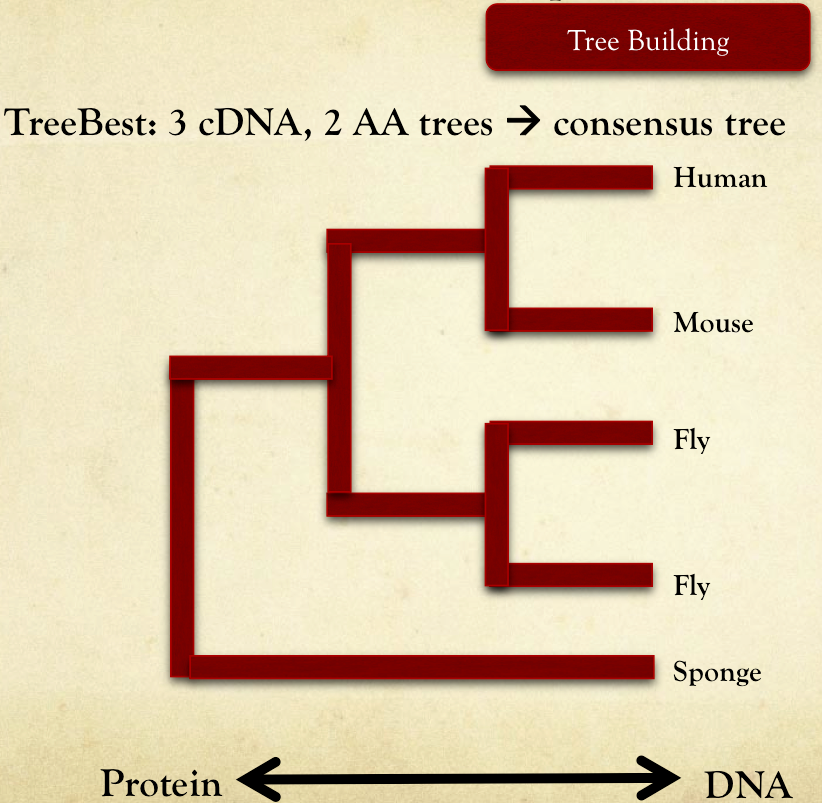 Tree Building
TreeBest: 3 cDNA, 2 AA trees → consensus tree
Human
Mouse
Fly
Fly
Sponge
Protein
DNA